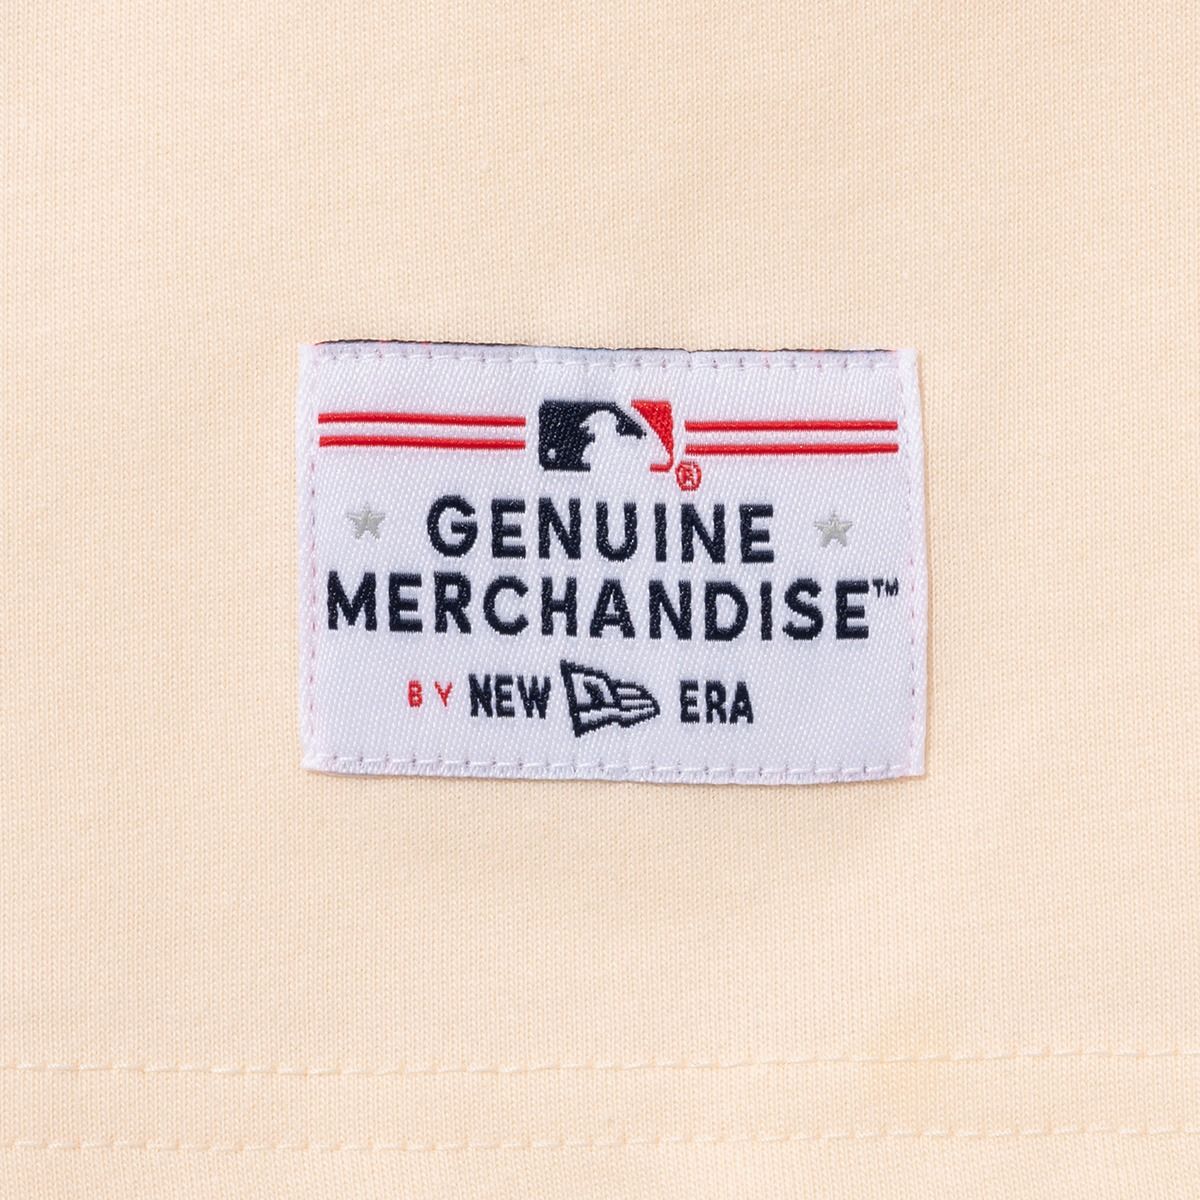 ®
GENUINE
MERCHANDISE™
BY NEW ERA